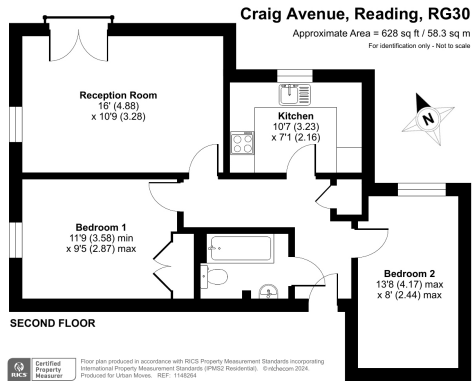 Craig Avenue, Reading, RG30
Approximate Area = 628 sq ft / 58.3 sq m
For identification only - Not to scale
Reception Room
16' (4.88)
x 10'9 (3.28)
Kitchen
10'7 (3.23)
x 7'1 (2.16)
N
Bedroom 1
11'9 (3.58) min
x 9'5 (2.87) max
Bedroom 2
13'8 (4.17) max
x 8' (2.44) max
SECOND FLOOR
RICS
Certified
Property
Measurer
Floor plan produced in accordance with RICS Property Measurement Standards incorporating
International Property Measurement Standards (IPMS2 Residential). ©nichecom 2024.
Produced for Urban Moves. REF: 1148264